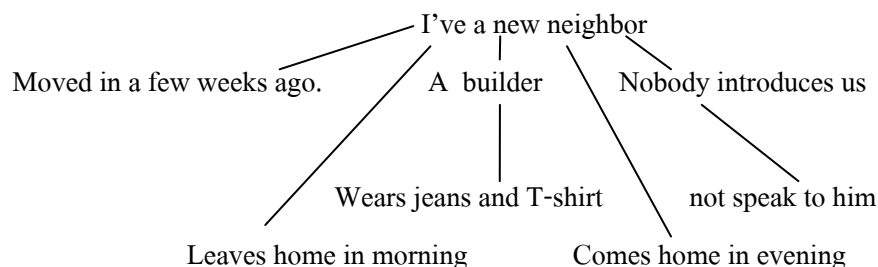 I’ve a new neighbor
Moved in a few weeks ago.
A builder
Nobody introduces us
Wears jeans and T-shirt
not speak to him
Leaves home in morning
Comes home in evening